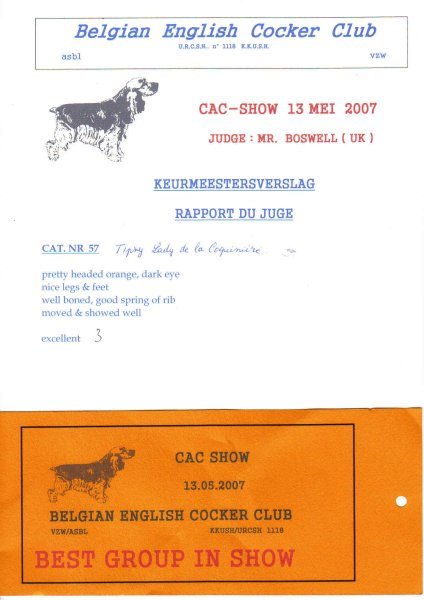 Belgian English Cocker Club
U.R.C.S.H. n° 1118 K.K.U.S.H.
asbl vzw
CAC-SHOW 13 MEI 2007
JUDGE : MR. BOSWELL ( UK )
KEURMEESTERSVERSLAG
RAPPORT DU JUGE
CAT. NR 57 Tipsy Lady de la Coquinière
pretty headed orange, dark eye
nice legs & feet
well boned, good spring of rib
moved & showed well
excellent 3
CAC SHOW
13.05.2007
BELGIAN ENGLISH COCKER CLUB
VZW/ASBL KKUSH/URCSH 1118
BEST GROUP IN SHOW